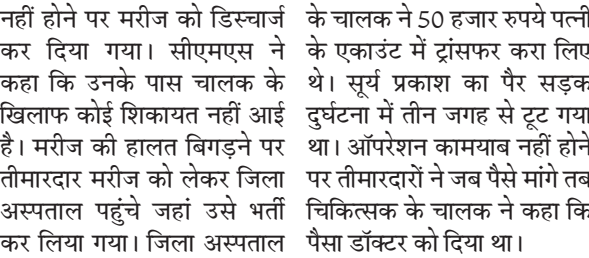 नहीं होने पर मरीज को डिस्चार्ज
कर दिया गया। सीएमएस ने
कहा कि उनके पास चालक के
खिलाफ कोई शिकायत नहीं आई
है। मरीज की हालत बिगड़ने पर
तीमारदार मरीज को लेकर जिला
अस्पताल पहुंचे जहां उसे भर्ती
कर लिया गया। जिला अस्पताल
के चालक ने 50 हजार रुपये पत्नी
के एकाउंट में ट्रांसफर करा लिए
थे। सूर्य प्रकाश का पैर सड़क
दुर्घटना में तीन जगह से टूट गया
था। ऑपरेशन कामयाब नहीं होने
पर तीमारदारों ने जब पैसे मांगे तब
चिकित्सक के चालक ने कहा कि
पैसा डॉक्टर को दिया था।